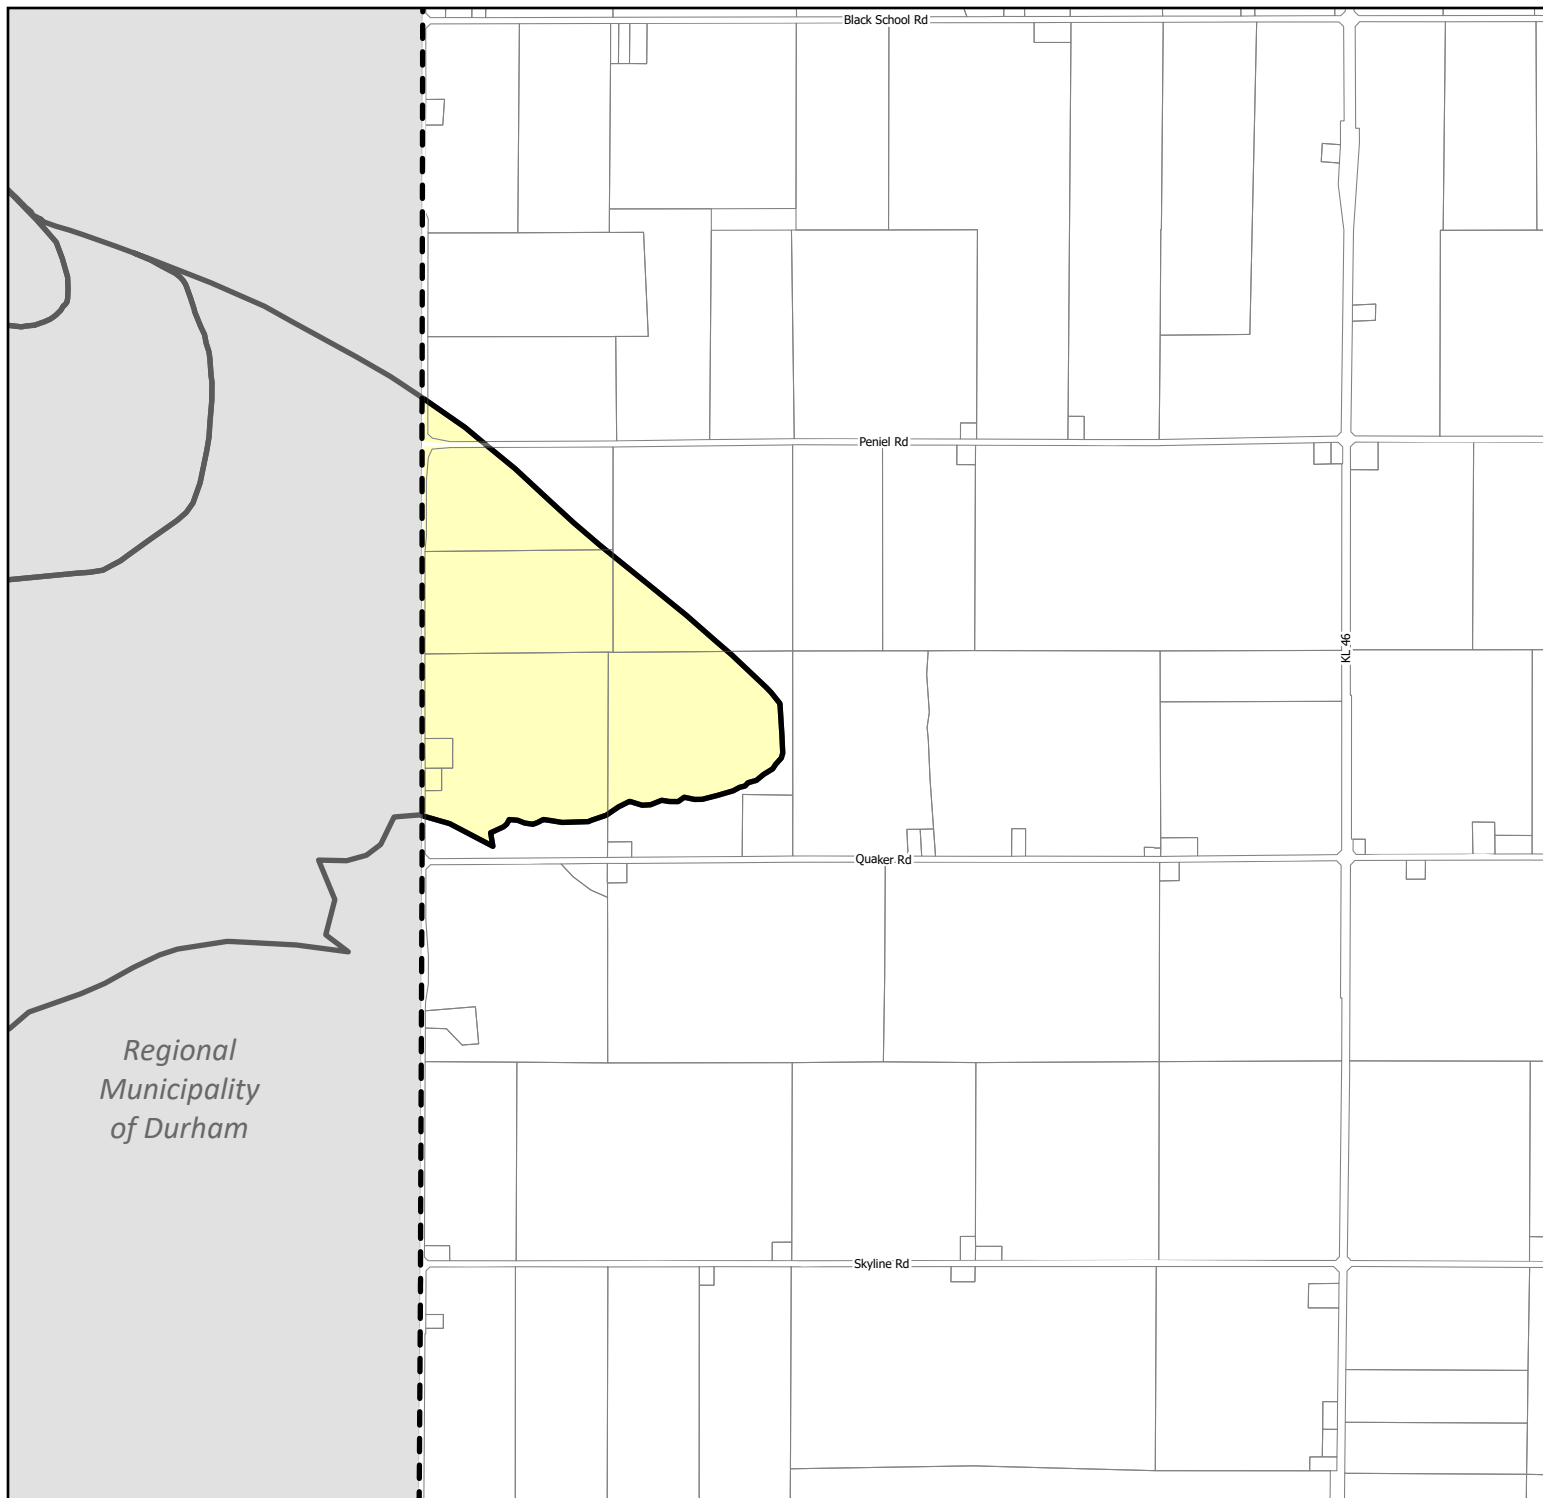 Black School Rd
Peniel Rd
KL 46
Quaker Rd
Regional
Municipality
of Durham
Skyline Rd